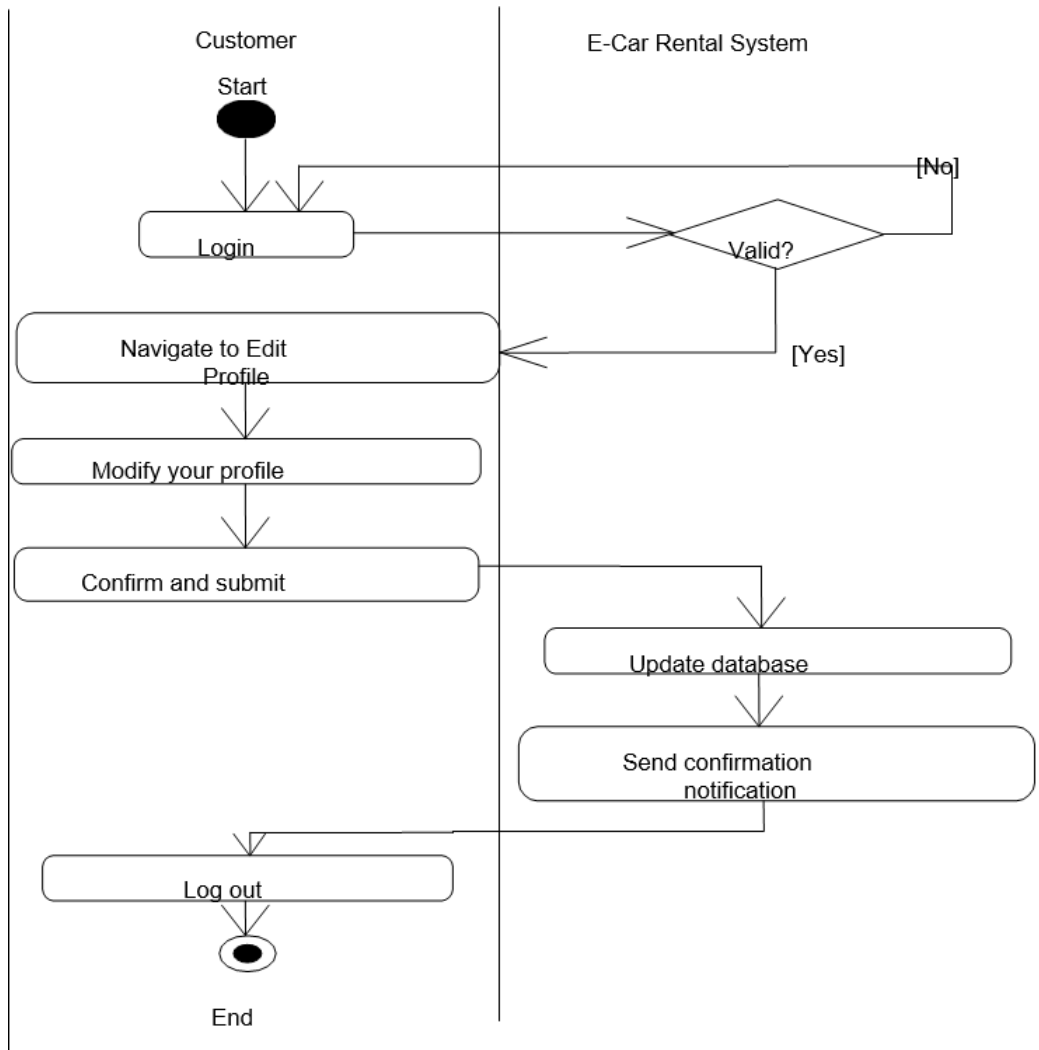 Customer
E-Car Rental System
Start
[No]
Login
Valid?
Navigate to Edit
Profile
[Yes]
Modify your profile
Confirm and submit
Update database
Send confirmation
notification
Log out
End